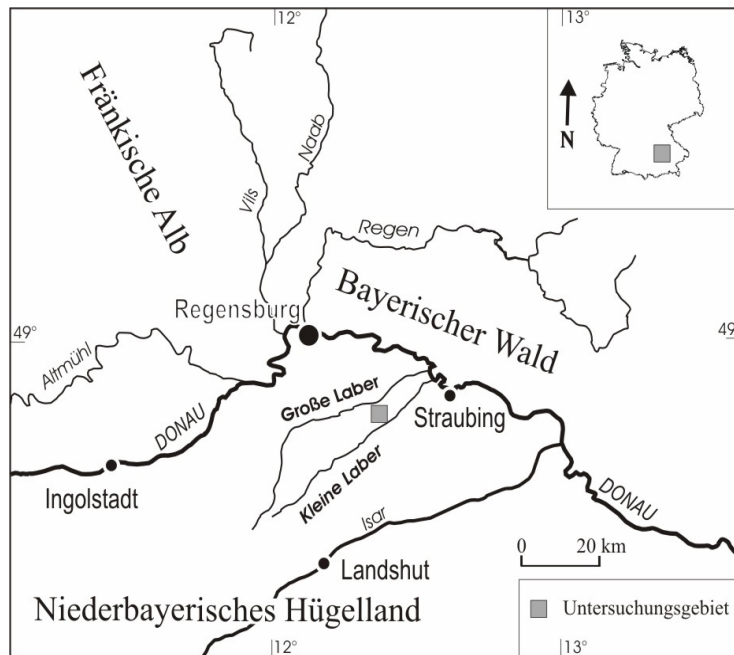 12°
13°
N
Fränkische Alb
Naab
Vils
Regen
Bayerischer Wald
Regensburg
49°
49
Altmühl
DONAU
Große Laber
Straubing
Kleine Laber
Ingolstadt
DONAU
Isar
0 20 km
Landshut
Niederbayerisches Hügelland
Untersuchungsgebiet
12°
13°